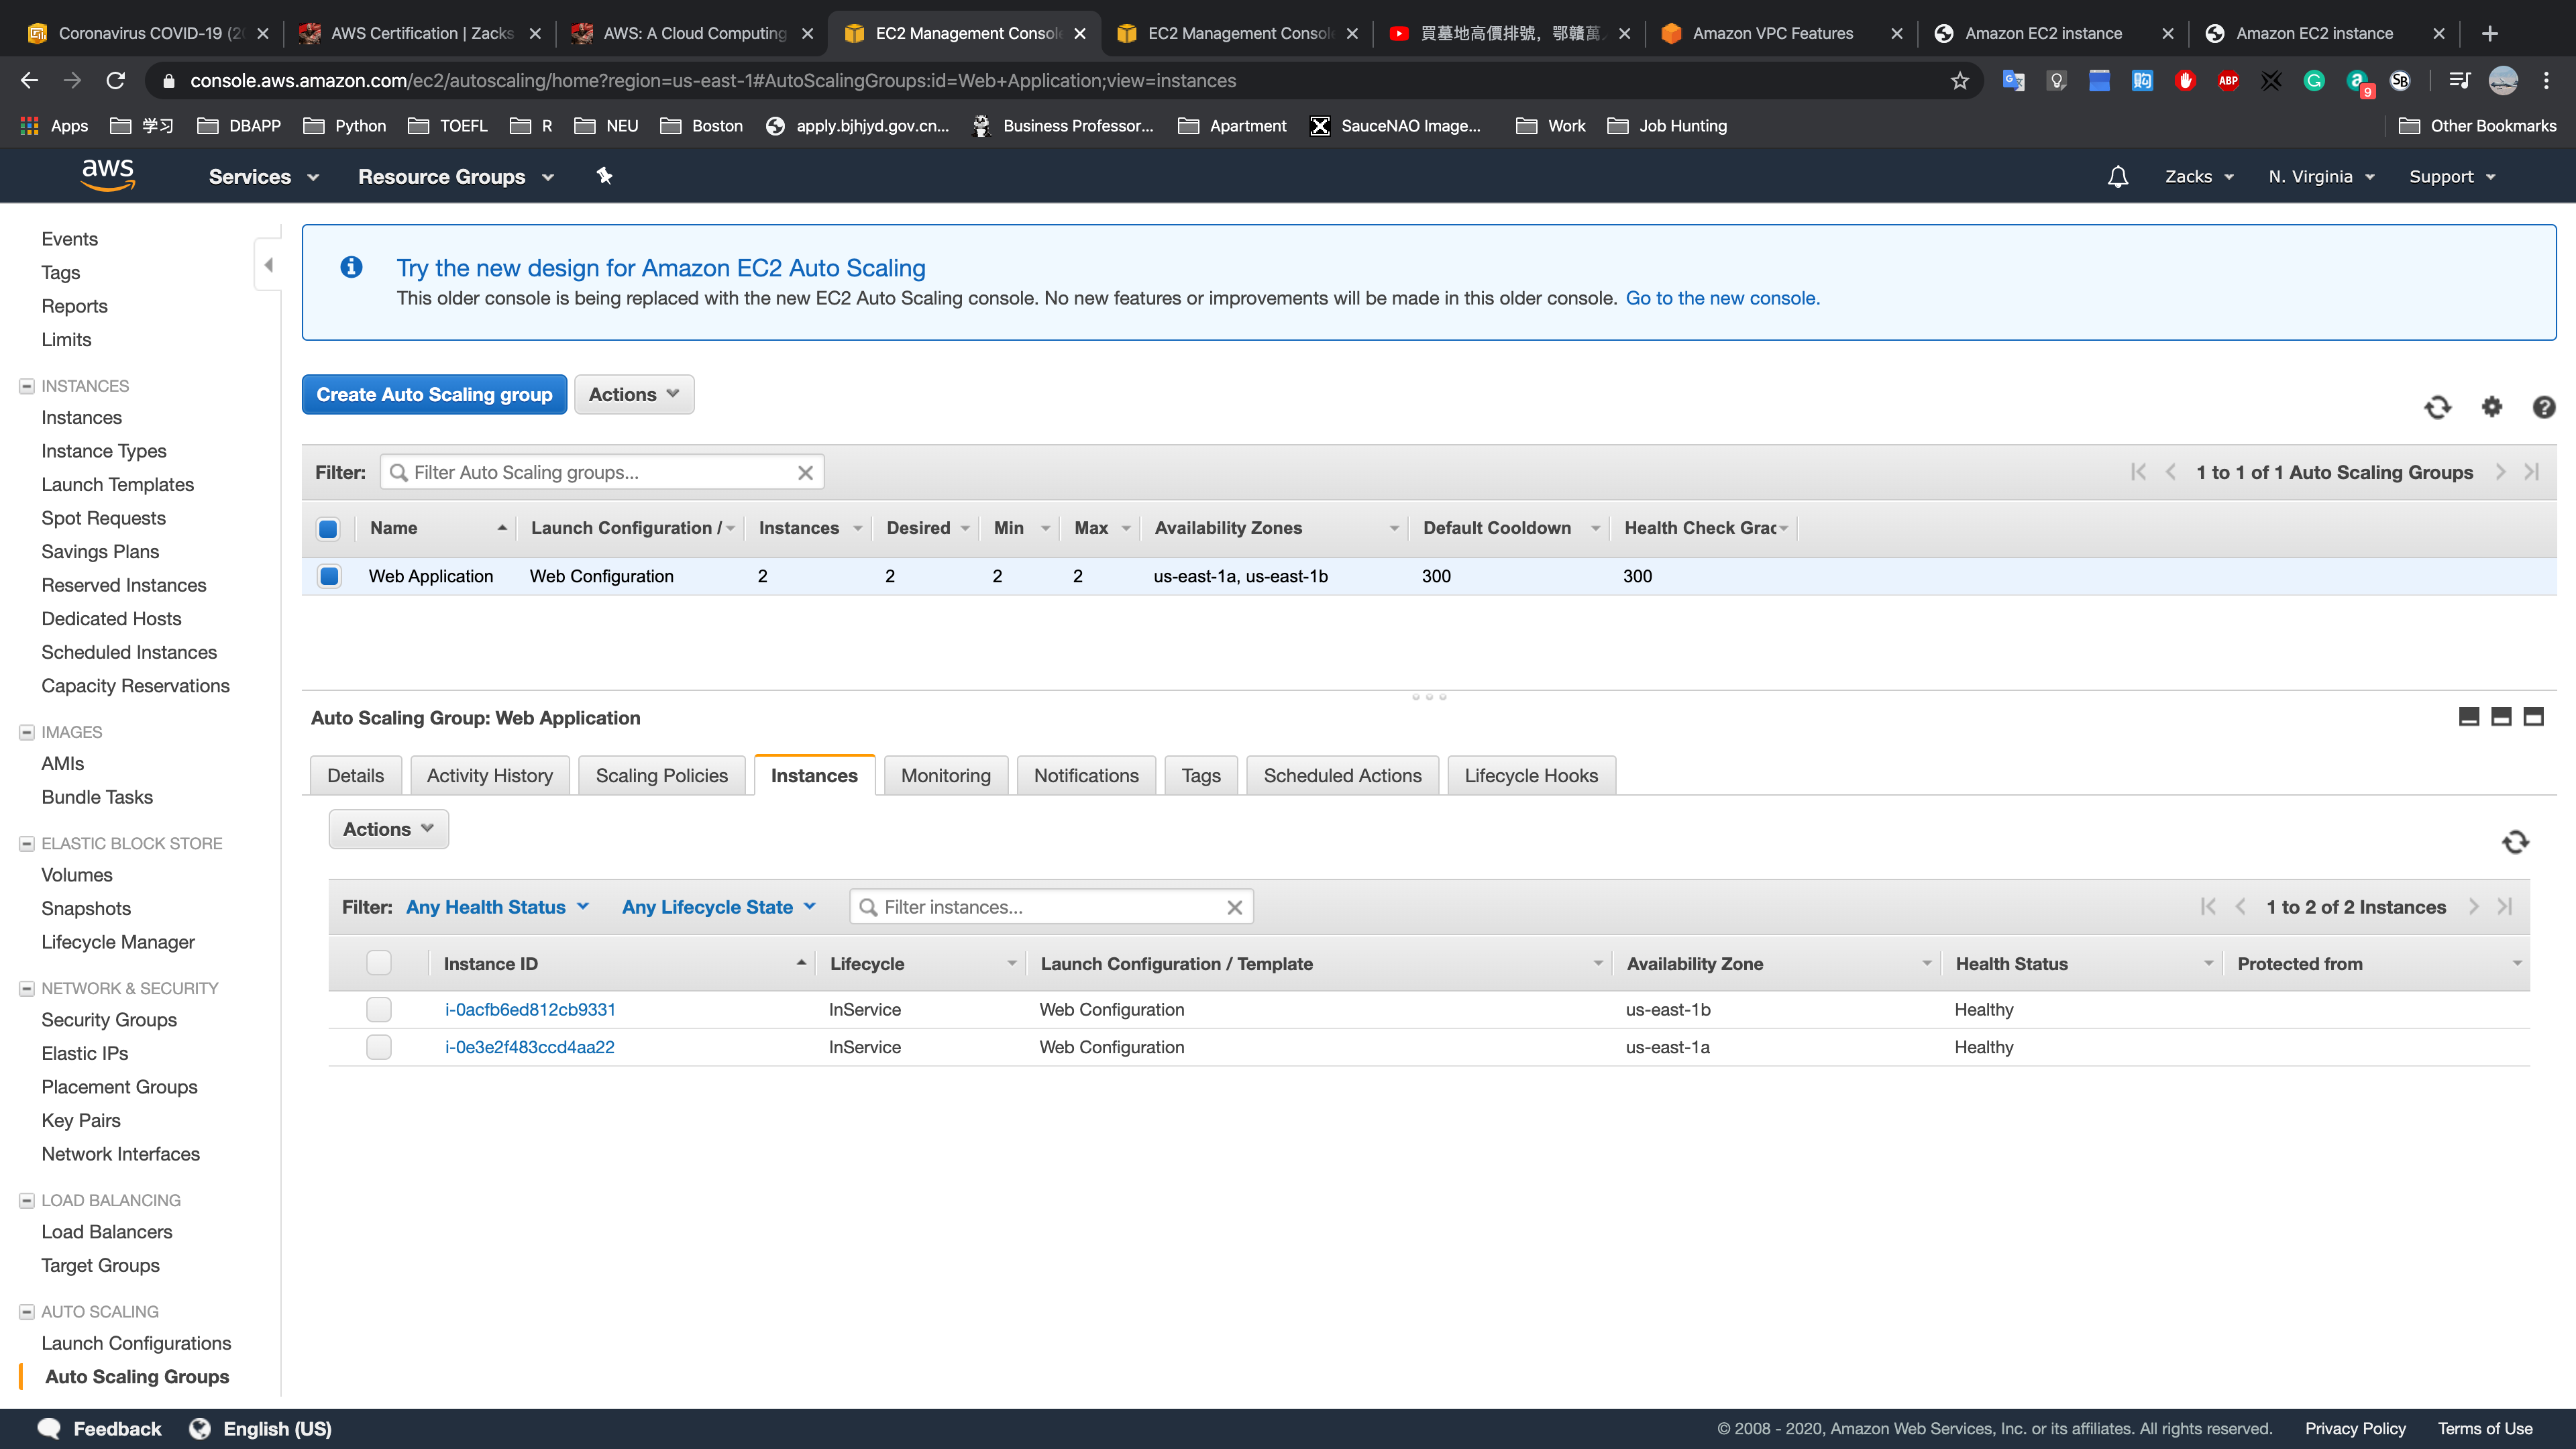 Coronavirus COVID-19 (20
AWS Certification | Zacks
AWS: A Cloud Computing
EC2 Management Console
EC2 Management Console
買墓地高價排號，鄂贛萬人
Amazon VPC Features
Amazon EC2 instance
Amazon EC2 instance
console.aws.amazon.com/ec2/autoscaling/home?region=us-east-1#AutoScalingGroups:id=Web+Application;view=instances
ABP
9
SB
Apps 学习 DBAPP Python TOEFL R NEU Boston apply.bjhjyd.gov.cn... Business Professor... Apartment SauceNAO Image... Work Job Hunting Other Bookmarks
aws Services Resource Groups Zacks N. Virginia Support
Events
Tags
Reports
Limits
INSTANCES
Instances
Instance Types
Launch Templates
Spot Requests
Savings Plans
Reserved Instances
Dedicated Hosts
Scheduled Instances
Capacity Reservations
IMAGES
AMIs
Bundle Tasks
ELASTIC BLOCK STORE
Volumes
Snapshots
Lifecycle Manager
NETWORK & SECURITY
Security Groups
Elastic IPs
Placement Groups
Key Pairs
Network Interfaces
LOAD BALANCING
Load Balancers
Target Groups
AUTO SCALING
Launch Configurations
Auto Scaling Groups
Try the new design for Amazon EC2 Auto Scaling
This older console is being replaced with the new EC2 Auto Scaling console. No new features or improvements will be made in this older console. Go to the new console.
Create Auto Scaling group Actions
Filter: Filter Auto Scaling groups... 1 to 1 of 1 Auto Scaling Groups
Name Launch Configuration / Instances Desired Min Max Availability Zones Default Cooldown Health Check Grac
Web Application Web Configuration 2 2 2 2 us-east-1a, us-east-1b 300 300
Auto Scaling Group: Web Application
Details Activity History Scaling Policies Instances Monitoring Notifications Tags Scheduled Actions Lifecycle Hooks
Actions
Filter: Any Health Status Any Lifecycle State Filter instances... 1 to 2 of 2 Instances
Instance ID Lifecycle Launch Configuration / Template Availability Zone Health Status Protected from
i-0acfb6ed812cb9331 InService Web Configuration us-east-1b Healthy
i-0e3e2f483ccd4aa22 InService Web Configuration us-east-1a Healthy
Feedback English (US) © 2008 - 2020, Amazon Web Services, Inc. or its affiliates. All rights reserved. Privacy Policy Terms of Use